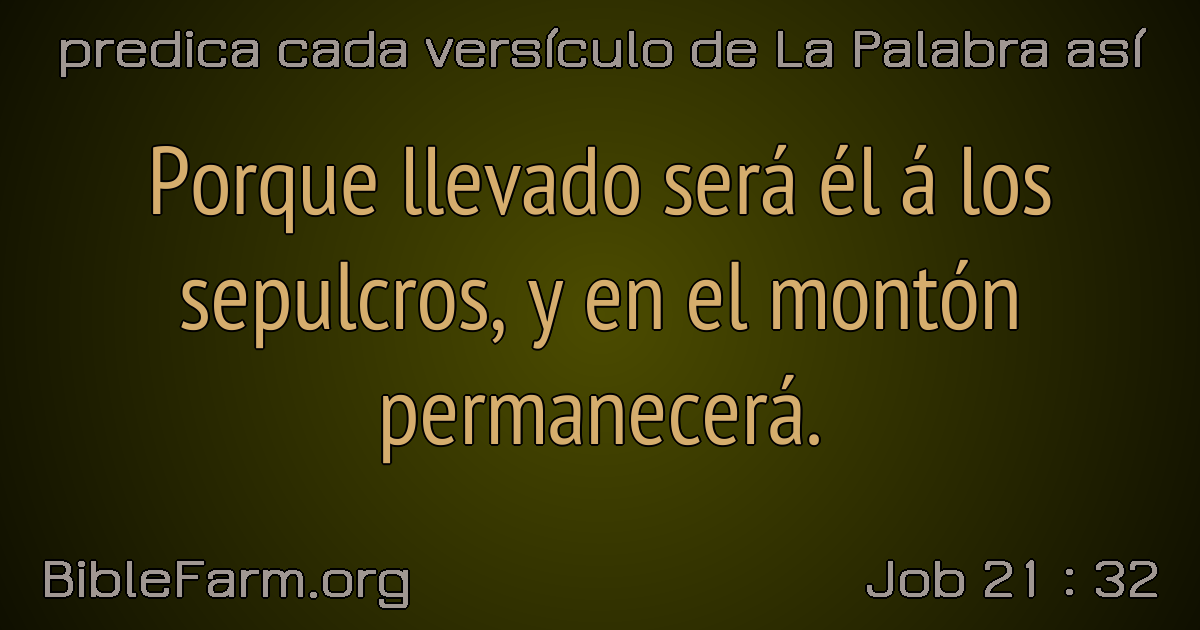 predica cada versículo de La Palabra así
Porque llevado será él á los
sepulcros, y en el montón
permanecerá.
BibleFarm.org
Job 21 : 32